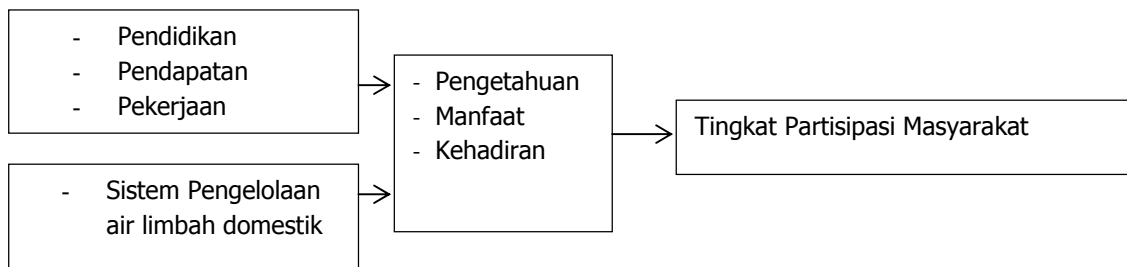 - Pendidikan
- Pendapatan
- Pekerjaan
- Sistem Pengelolaan
air limbah domestik
- Pengetahuan
- Manfaat
- Kehadiran
Tingkat Partisipasi Masyarakat